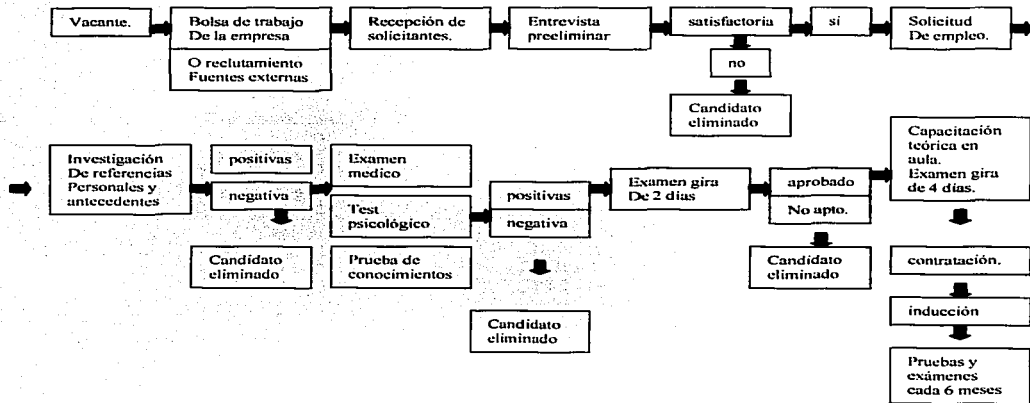 Vacante.
Bolsa de trabajo
De la empresa
O reclutamiento
Fuentes externas
Recepción de
solicitantes.
Entrevista
preeliminar
satisfactoria
sí
no
Candidato
eliminado
Solicitud
De empleo.
Investigación
De referencias
Personales y
antecedentes
positivas
negativa
Candidato
eliminado
Examen
medico
Test
psicológico
Prueba de
conocimientos
positivas
negativa
Candidato
eliminado
Examen gira
De 2 dias
aprobado
No apto.
Candidato
eliminado
Capacitación
teórica en
aula.
Examen gira
de 4 días.
contratación.
inducción
Pruebas y
exámenes
cada 6 meses